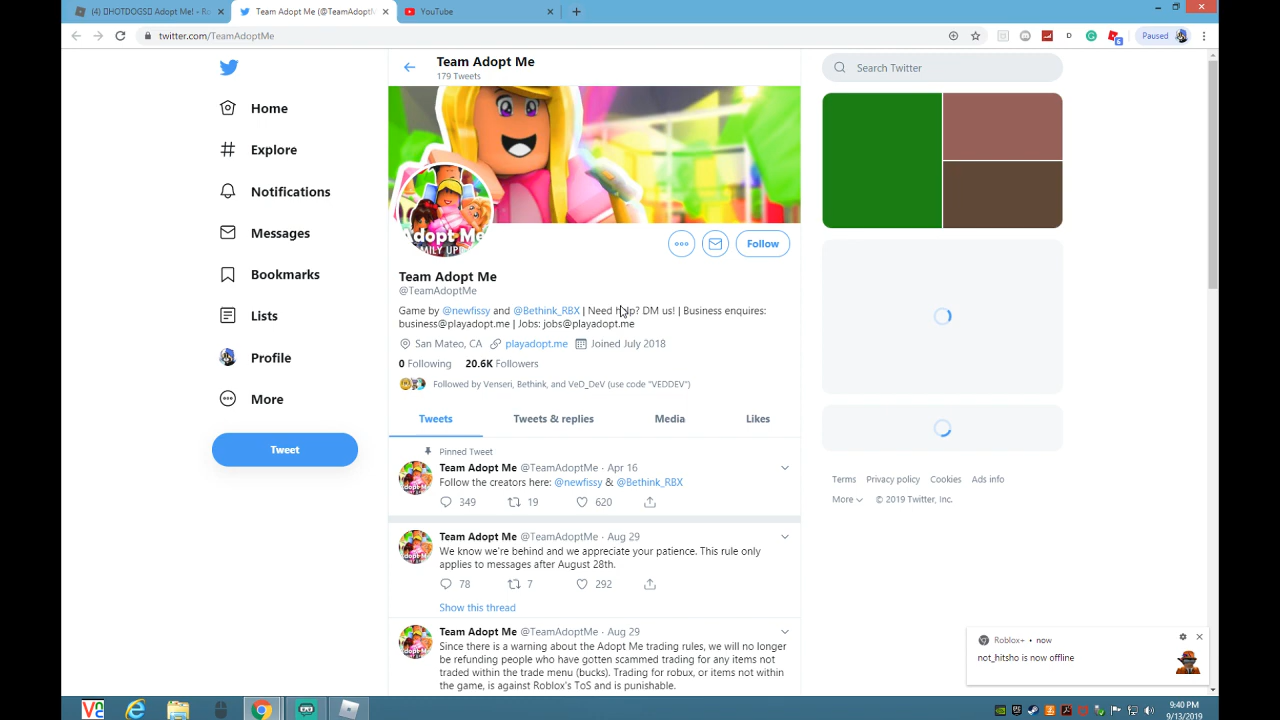 (4) HOTDOGS Adopt Me! - Ro
Team Adopt Me (@TeamAdoptM
YouTube
twitter.com/TeamAdoptMe
Paused
6
Home
Explore
Notifications
Messages
Bookmarks
Lists
Profile
More
Tweet
Team Adopt Me
179 Tweets
Adopt Me
FAMILY UP
Follow
Team Adopt Me
@TeamAdoptMe
Game by @newfissy and @Bethink_RBX | Need help? DM us! | Business enquires:
business@playadopt.me | Jobs: jobs@playadopt.me
San Mateo, CA playadopt.me Joined July 2018
0 Following 20.6K Followers
Followed by Venseri, Bethink, and VeD_DeV (use code "VEDDEV")
Tweets Tweets & replies Media Likes
Pinned Tweet
Team Adopt Me @TeamAdoptMe · Apr 16
Follow the creators here: @newfissy & @Bethink_RBX
349 19 620
Team Adopt Me @TeamAdoptMe · Aug 29
We know we're behind and we appreciate your patience. This rule only
applies to messages after August 28th.
78 7 292
Show this thread
Team Adopt Me @TeamAdoptMe · Aug 29
Since there is a warning about the Adopt Me trading rules, we will no longer
be refunding people who have gotten scammed trading for any items not
traded within the trade menu (bucks). Trading for robux, or items not within
the game, is against Roblox's ToS and is punishable.
Search Twitter
Terms Privacy policy Cookies Ads info
More © 2019 Twitter, Inc.
Roblox+ • now
not_hitsho is now offline
9:40 PM
9/13/2019